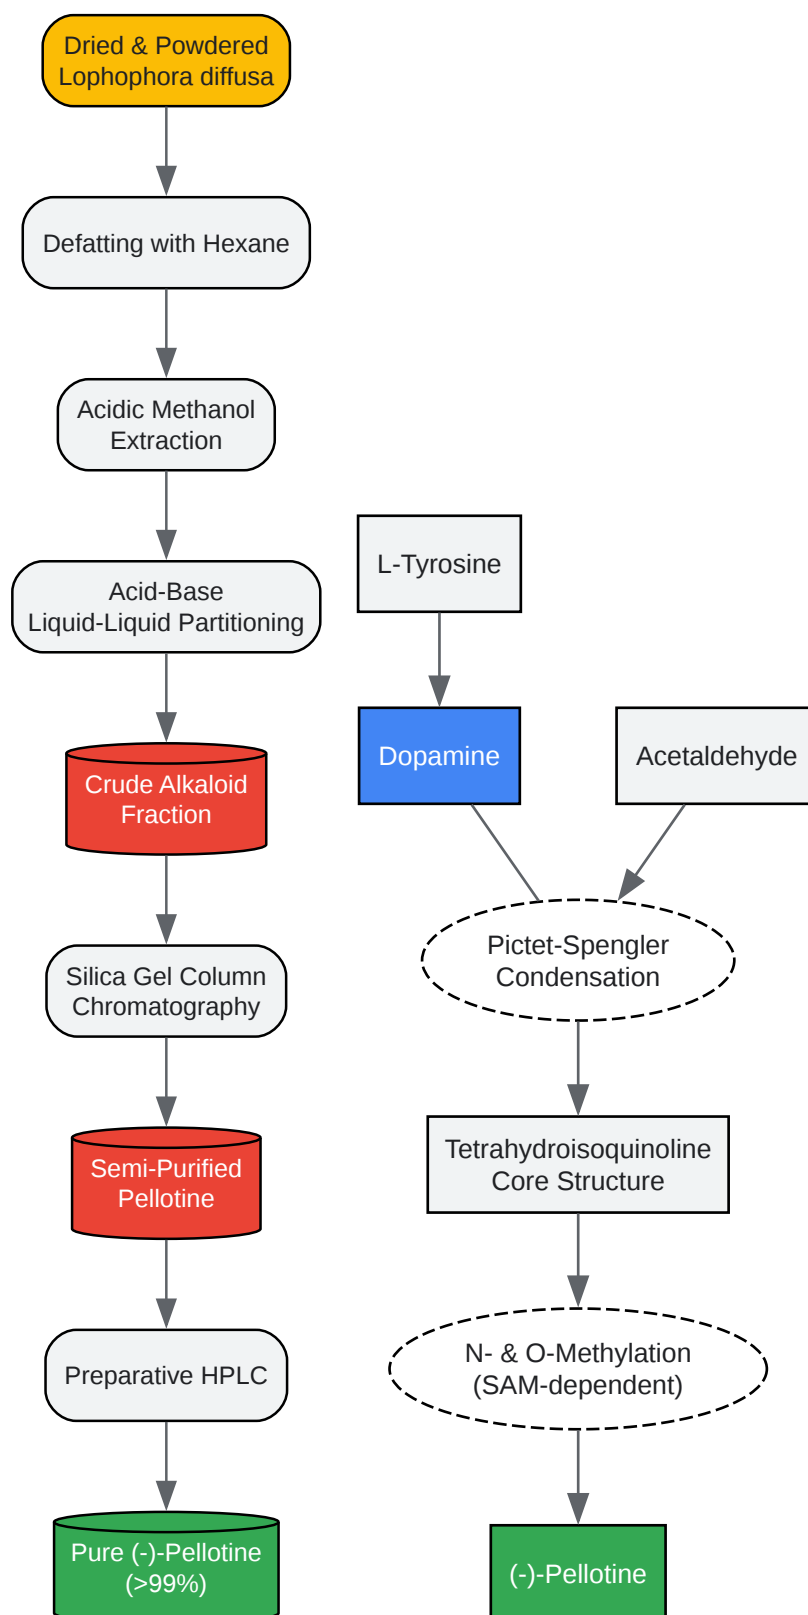 Dried & Powdered
Lophophora diffusa
Defatting with Hexane
Acidic Methanol
Extraction
Acid-Base
Liquid-Liquid Partitioning
Crude Alkaloid
Fraction
Silica Gel Column
Chromatography
Semi-Purified
Pellotine
Preparative HPLC
Pure (-)-Pellotine
(>99%)
L-Tyrosine
Dopamine
Acetaldehyde
Pictet-Spengler
Condensation
Tetrahydroisoquinoline
Core Structure
N- & O-Methylation
(SAM-dependent)
(-)-Pellotine